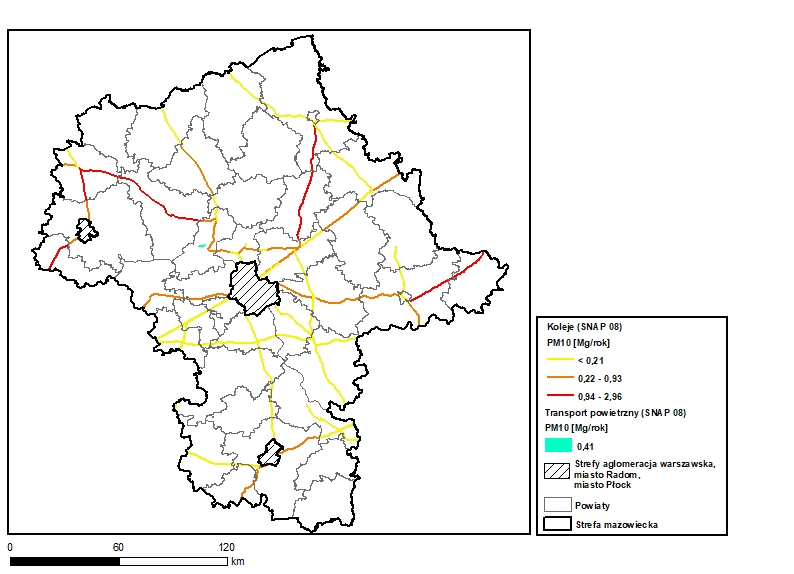 Koleje (SNAP 08)
PM10 [Mg/rok]
< 0,21
0,22 - 0,93
0,94 - 2,96
Transport powietrzny (SNAP 08)
PM10 [Mg/rok]
0,41
Strefy aglomeracja warszawska,
miasto Radom,
miasto Płock
Powiaty
Strefa mazowiecka
0 60 120
km